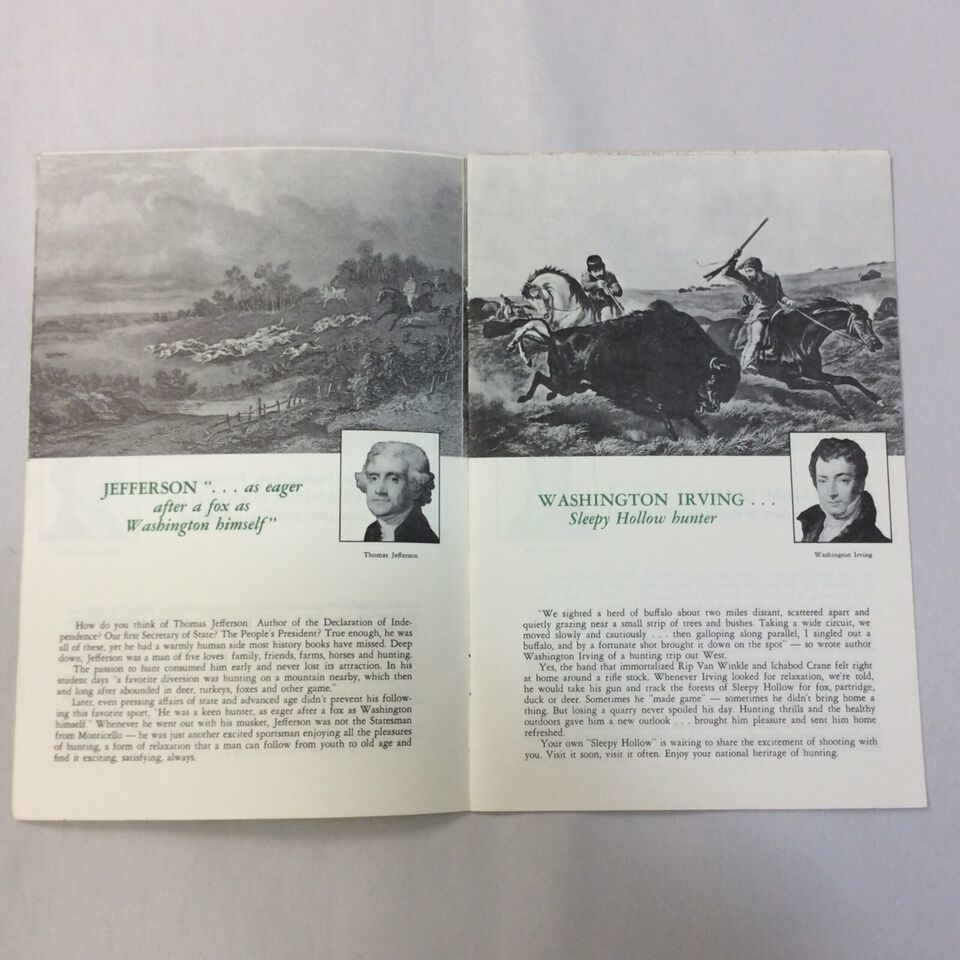 JEFFERSON ". . . as eager
after a fox as
Washington himself"
Thomas Jefferson
How do you think of Thomas Jefferson: Author of the Declaration of Inde-
pendence? Our first Secretary of State? The People's President? True enough, he was
all of these, yet he had a warmly human side most history books have missed. Deep
down, Jefferson was a man of five loves: family, friends, farms, horses and hunting.
The passion to hunt consumed him early and never lost its attraction. In his
student days "a favorite diversion was hunting on a mountain nearby, which then
and long after abounded in deer, turkeys, foxes and other game."
Later, even pressing affairs of state and advanced age didn't prevent his follow-
ing this favorite sport. "He was a keen hunter, as eager after a fox as Washington
himself." Whenever he went out with his musket, Jefferson was not the Statesman
from Monticello — he was just another excited sportsman enjoying all the pleasures
of hunting, a form of relaxation that a man can follow from youth to old age and
find it exciting, satisfying, always.
WASHINGTON IRVING . . .
Sleepy Hollow hunter
Washington Irving
"We sighted a herd of buffalo about two miles distant, scattered apart and
quietly grazing near a small strip of trees and bushes. Taking a wide circuit, we
moved slowly and cautiously . . . then galloping along parallel, I singled out a
buffalo, and by a fortunate shot brought it down on the spot" — so wrote author
Washington Irving of a hunting trip out West.
Yes, the hand that immortalized Rip Van Winkle and Ichabod Crane felt right
at home around a rifle stock. Whenever Irving looked for relaxation, we're told,
he would take his gun and track the forests of Sleepy Hollow for fox, partridge,
duck or deer. Sometimes he "made game" — sometimes he didn't bring home a
thing. But losing a quarry never spoiled his day. Hunting thrills and the healthy
outdoors gave him a new outlook . . . brought him pleasure and sent him home
refreshed.
Your own "Sleepy Hollow" is waiting to share the excitement of shooting with
you. Visit it soon, visit it often. Enjoy your national heritage of hunting.